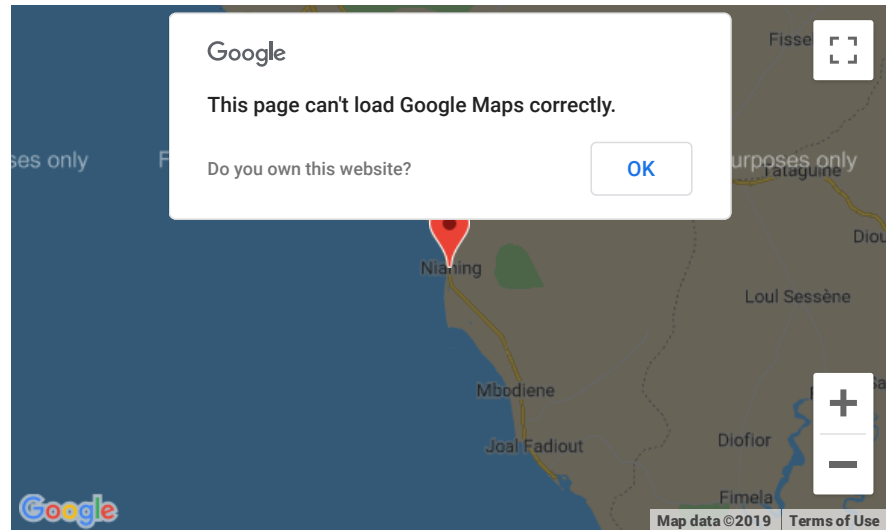 Google
This page can't load Google Maps correctly.
Do you own this website?
OK
ses only
F
urposes only
Fisse
Tataguine
Diou
Nianing
Loul Sessène
Mbodiene
Joal Fadiout
Diofior
Fimela
Google
Map data ©2019
Terms of Use